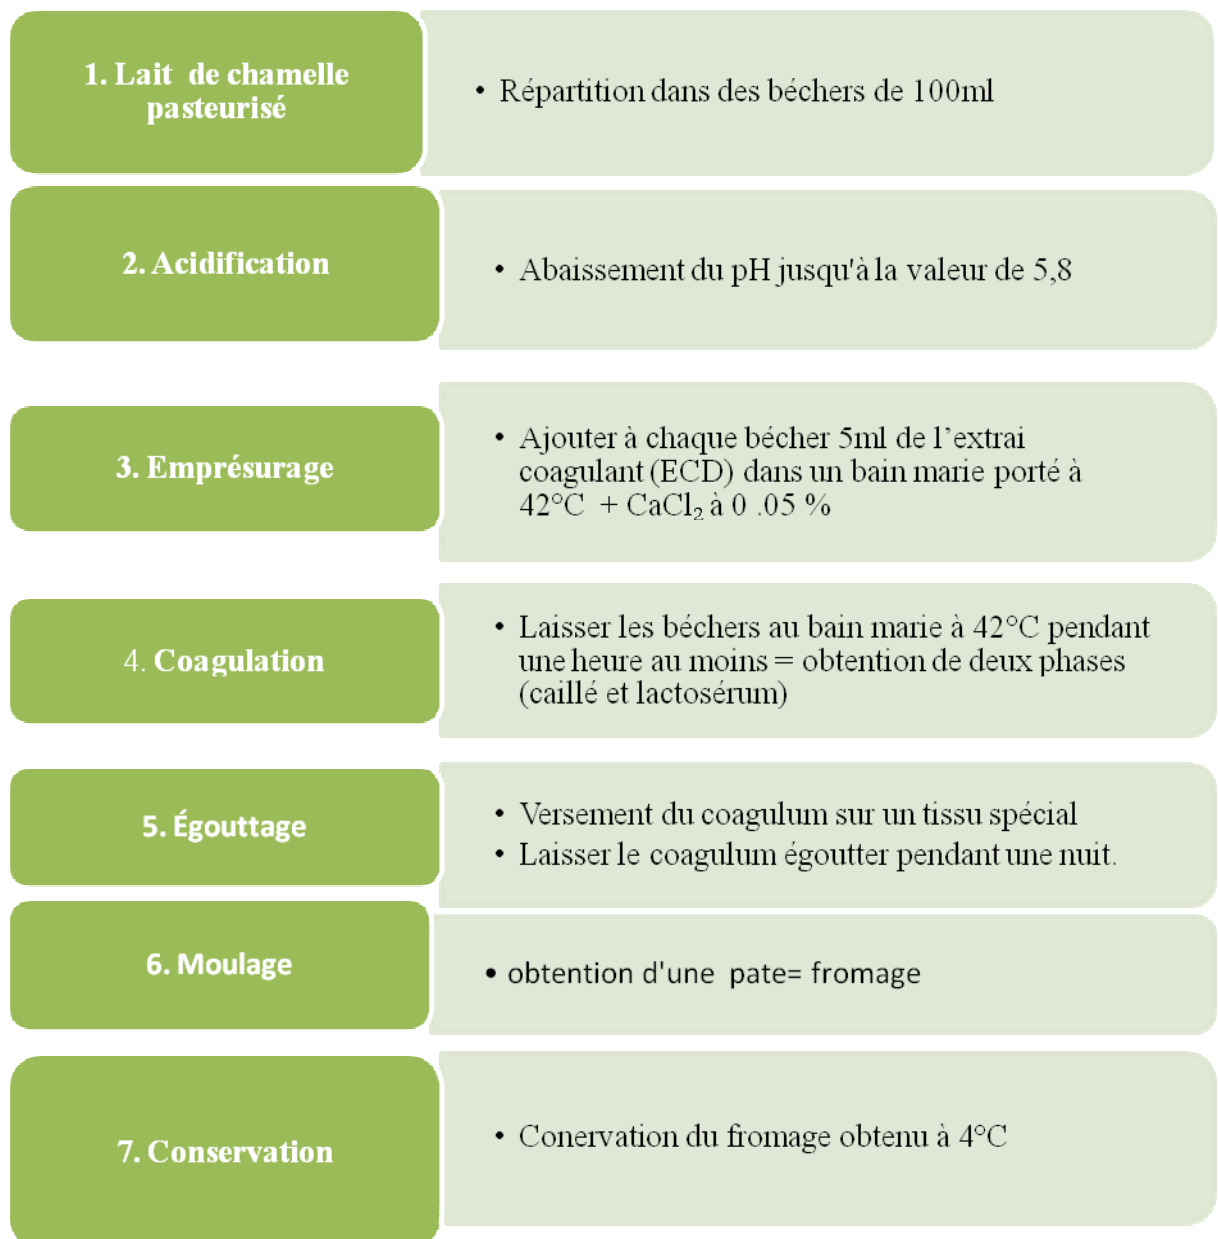 1. Lait de chamelle
pasteurisé
• Répartition dans des béchers de 100ml
2. Acidification
• Abaissement du pH jusqu'à la valeur de 5,8
3. Emprésurage
• Ajouter à chaque bécher 5ml de l’extrai
coagulant (ECD) dans un bain marie porté à
42°C + CaCl₂ à 0 .05 %
4. Coagulation
• Laisser les béchers au bain marie à 42°C pendant
une heure au moins = obtention de deux phases
(caillé et lactosérum)
5. Égouttage
• Versement du coagulum sur un tissu spécial
• Laisser le coagulum égoutter pendant une nuit.
6. Moulage
• obtention d'une pate= fromage
7. Conservation
• Conervation du fromage obtenu à 4°C